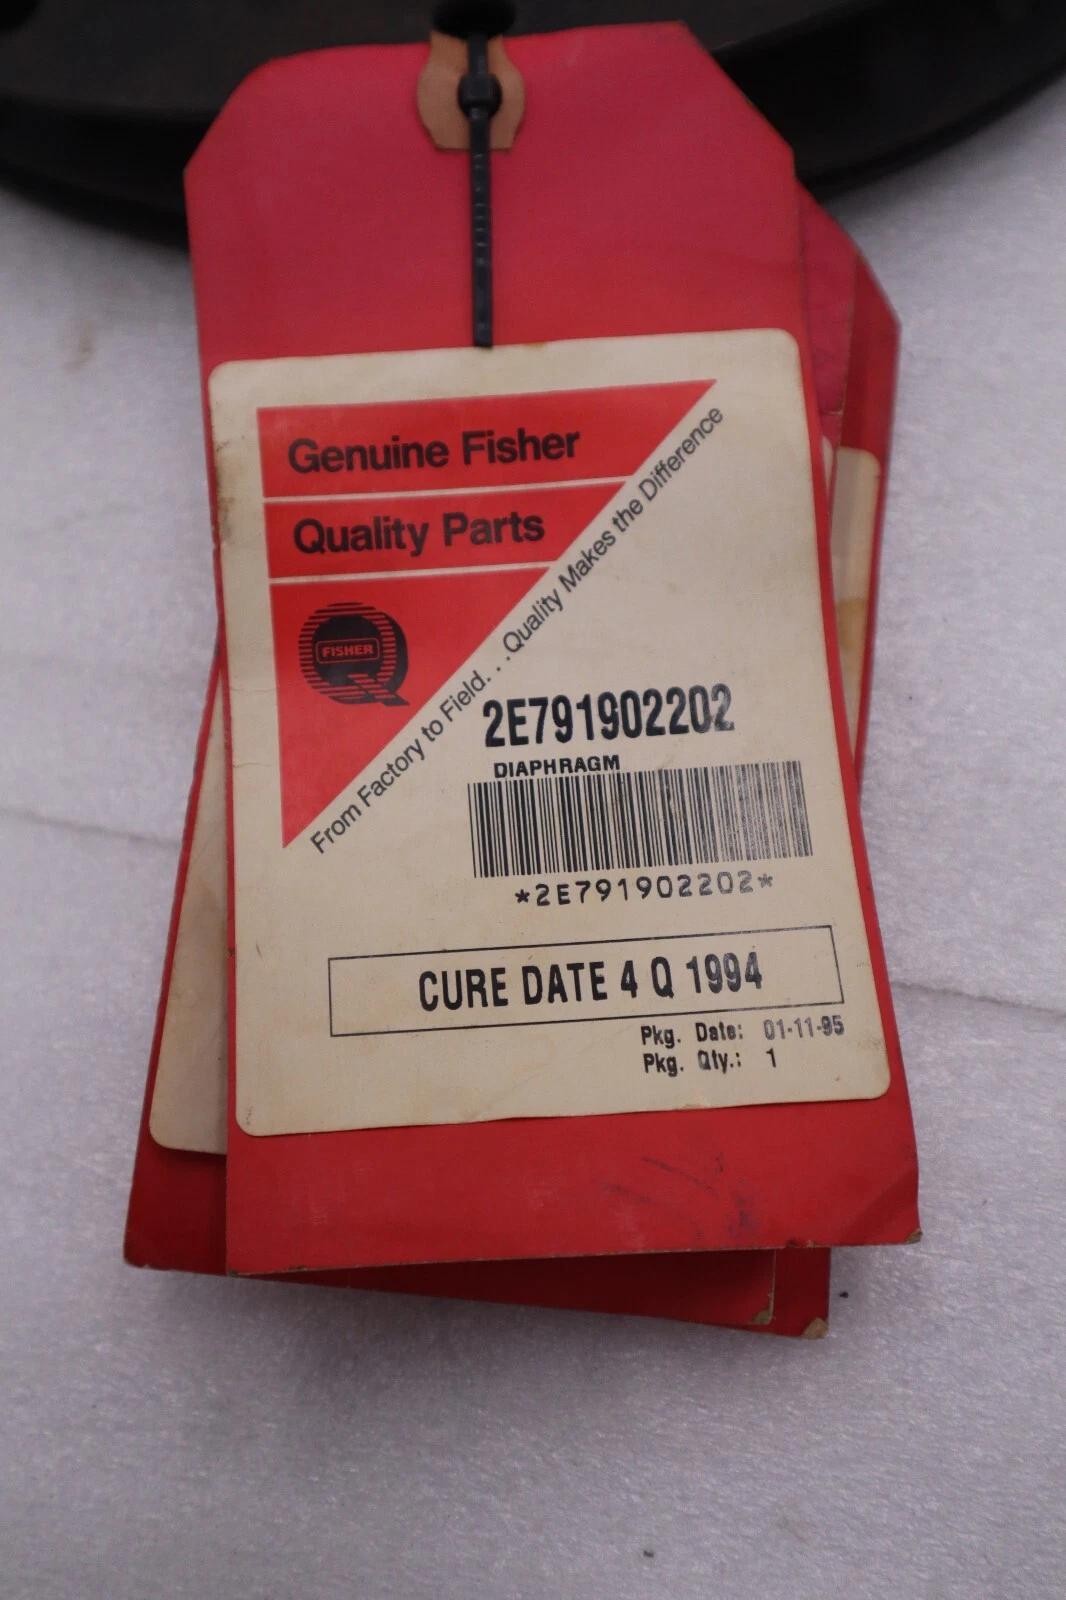 Genuine Fisher
Quality Parts
FISHER
From Factory to Field. . .Quality Makes the Difference
2E791902202
DIAPHRAGM
*2E791902202*
CURE DATE 4 Q 1994
Pkg. Date: 01-11-95
Pkg. Qty.: 1